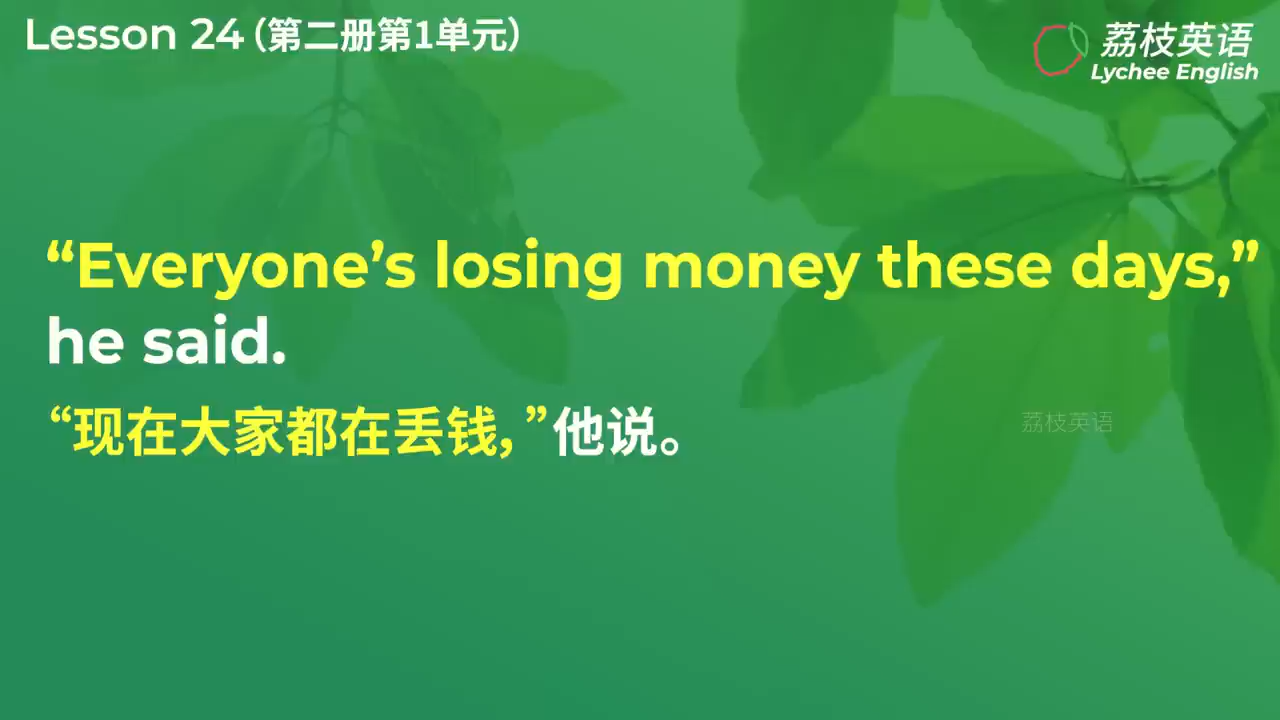 Lesson 24（第二册第1单元）
荔枝英语
Lychee English
“Everyone’s losing money these days,”
he said.
“现在大家都在丢钱，”他说。
荔枝英语